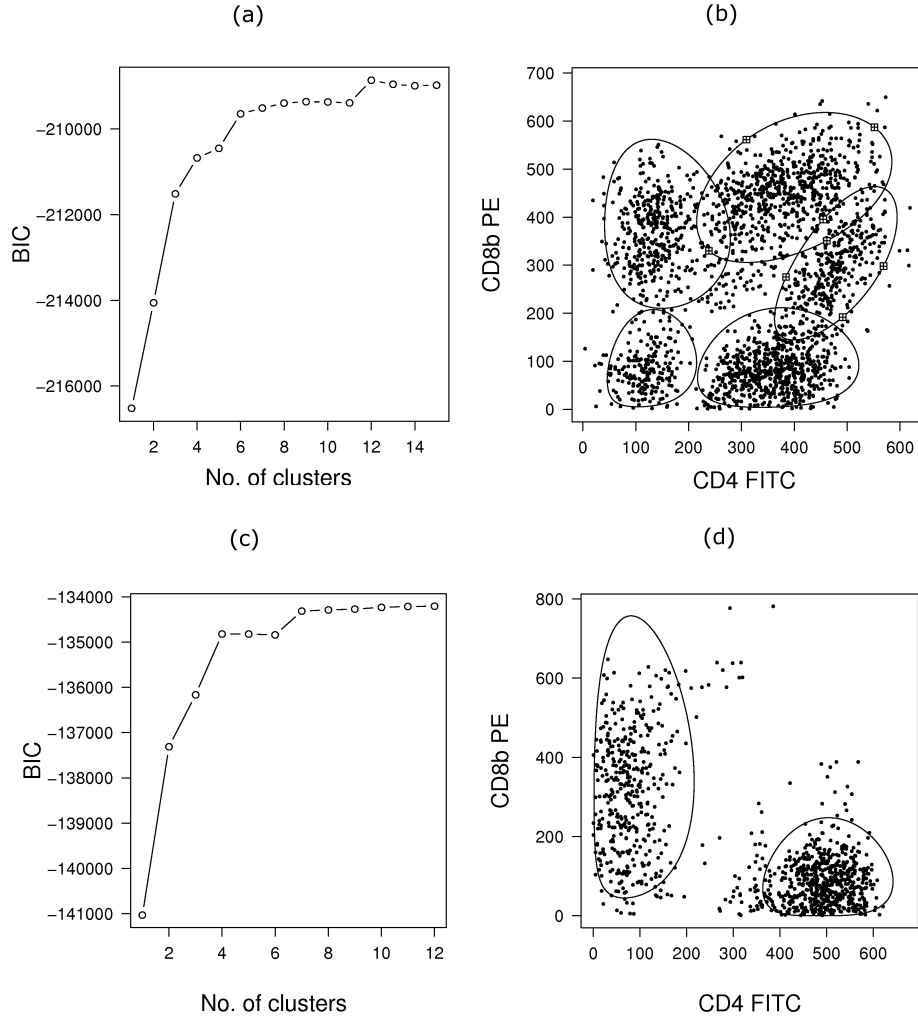 (a)
BIC
−210000
−212000
−214000
−216000
2 4 6 8 10 12 14
No. of clusters
(b)
CD8b PE
700
600
500
400
300
200
100
0
0 100 200 300 400 500 600
CD4 FITC
(c)
BIC
−134000
−135000
−136000
−137000
−138000
−139000
−140000
−141000
2 4 6 8 10 12
No. of clusters
(d)
CD8b PE
800
600
400
200
0
0 100 200 300 400 500 600
CD4 FITC